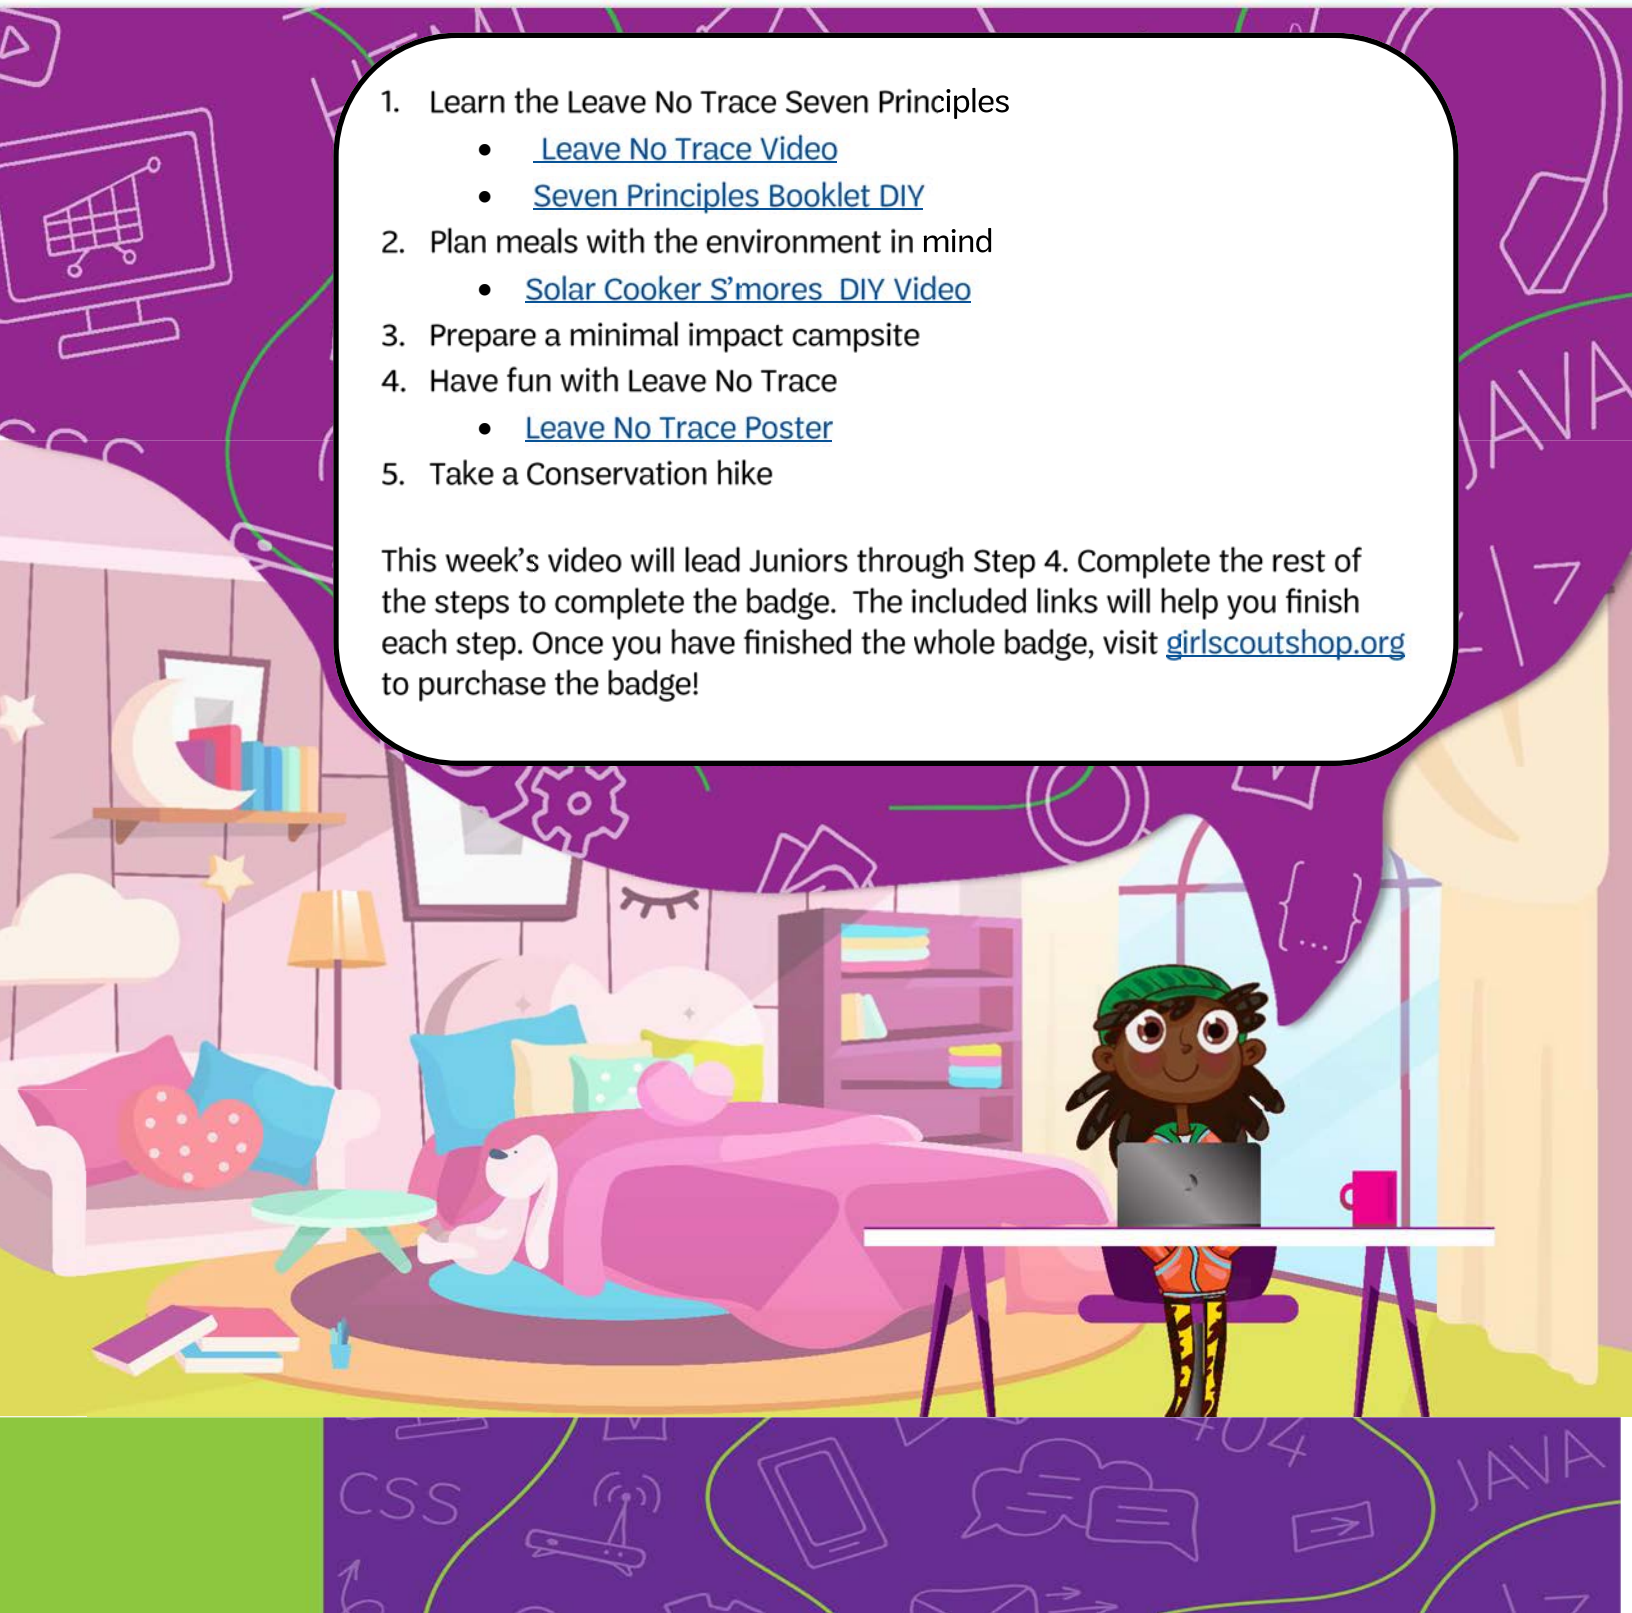 1. Learn the Leave No Trace Seven Principles
• Leave No Trace Video
• Seven Principles Booklet DIY
2. Plan meals with the environment in mind
• Solar Cooker S’mores DIY Video
3. Prepare a minimal impact campsite
4. Have fun with Leave No Trace
• Leave No Trace Poster
5. Take a Conservation hike
This week’s video will lead Juniors through Step 4. Complete the rest of
the steps to complete the badge. The included links will help you finish
each step. Once you have finished the whole badge, visit girlscoutshop.org
to purchase the badge!
JAVA
{...}
404
CSS
JAVA